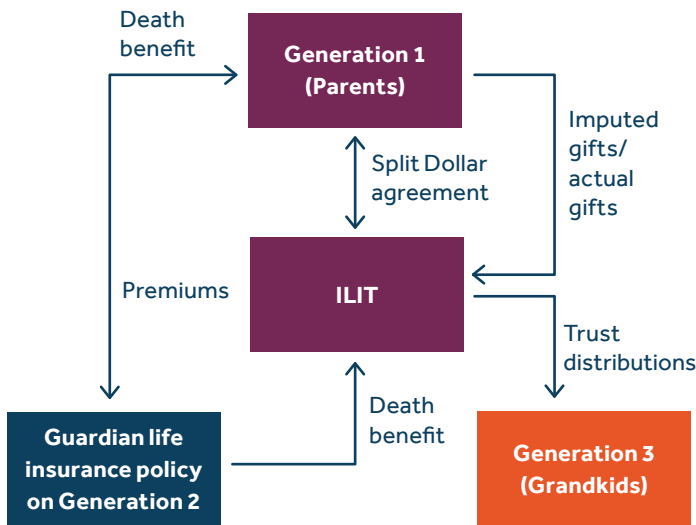 Death
benefit
Generation 1
(Parents)
Imputed
gifts/
actual
gifts
Split Dollar
agreement
Premiums
ILIT
Trust
distributions
Death
benefit
Guardian life
insurance policy
on Generation 2
Generation 3
(Grandkids)